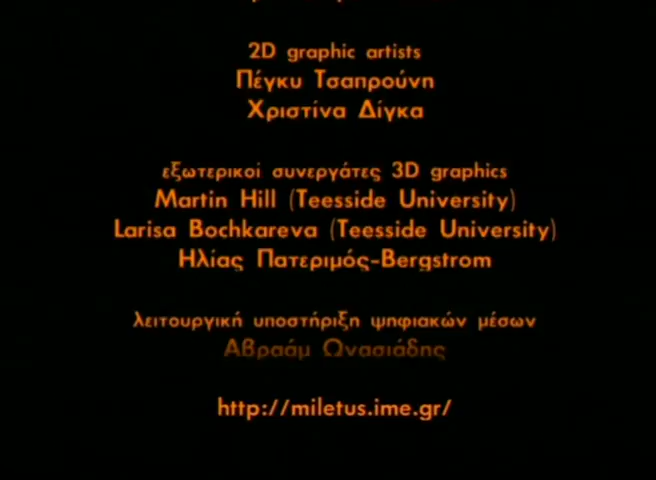 2D graphic artists
Πέγκυ Τσαπρούνη
Χριστίνα Δίγκα
εξωτερικοί συνεργάτες 3D graphics
Martin Hill (Teesside University)
Larisa Bochkareva (Teesside University)
Ηλίας Πατεριμός-Bergstrom
λειτουργική υποστήριξη ψηφιακών μέσων
Αβραάμ Ωνασιάδης
http://miletus.ime.gr/